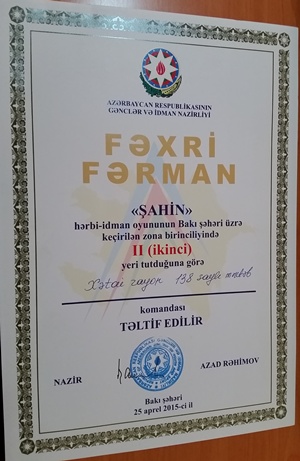 AZƏRBAYCAN RESPUBLİKASININ
GƏNCLƏR VƏ İDMAN NAZİRLİYİ
FƏXRİ
FƏRMAN
«ŞAHİN»
hərbi-idman oyununun Bakı şəhəri üzrə
keçirilən zona birinciliyində
II (ikinci)
yeri tutduğuna görə
Xətai rayon 138 saylı məktəb
komandası
TƏLTİF EDİLİR
NAZİR
AZAD RƏHİMOV
Bakı şəhəri
25 aprel 2015-ci il